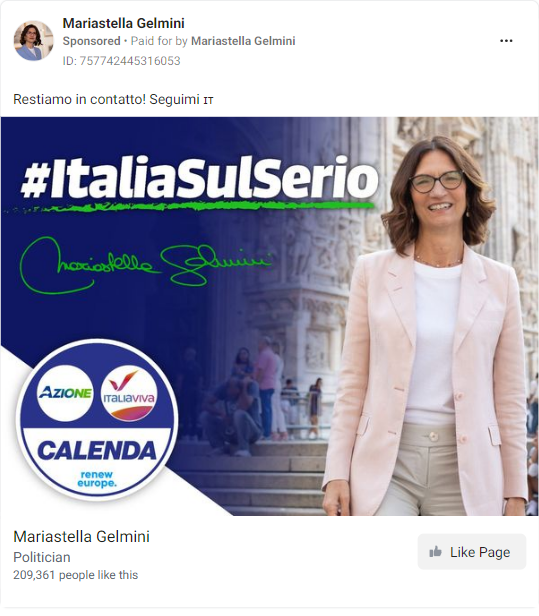 Mariastella Gelmini
Sponsored • Paid for by Mariastella Gelmini
ID: 757742445316053
Restiamo in contatto! Seguimi IT
#ItaliaSulSerio
Mariastella Gelmini
AZIONE
ITALIAVIVA
CALENDA
renew
europe.
Mariastella Gelmini
Politician
209,361 people like this
Like Page